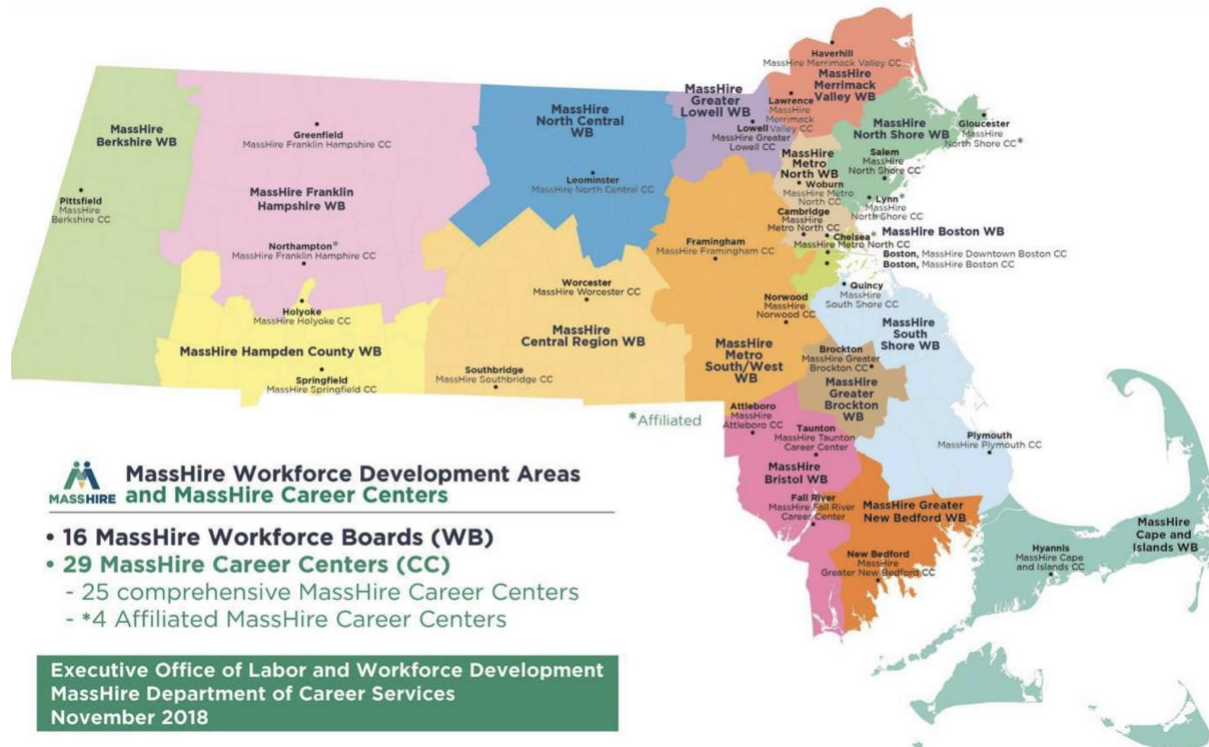 Haverhill
MassHire Merrimack Valley CC
MassHire
Merrimack
Valley WB
MassHire
Greater
Lowell WB
Lawrence
MassHire
Merrimack
Valley CC
Lowell
MassHire Greater
Lowell CC
MassHire
North Shore WB
Gloucester
MassHire
North Shore CC*
Salem
MassHire
North Shore CC
Lynn*
MassHire
North Shore CC
MassHire
Metro
North WB
Woburn
MassHire Metro
North CC
Cambridge
MassHire
Metro North CC
Chelsea*
MassHire Metro North CC
MassHire Boston WB
Boston, MassHire Downtown Boston CC
Boston, MassHire Boston CC
MassHire
Berkshire WB
Pittsfield
MassHire
Berkshire CC
Greenfield
MassHire Franklin Hampshire CC
MassHire Franklin
Hampshire WB
Northampton*
MassHire Franklin Hamphire CC
MassHire
North Central
WB
Leominster
MassHire North Central CC
Holyoke
MassHire Holyoke CC
MassHire Hampden County WB
Springfield
MassHire Springfield CC
Worcester
MassHire Worcester CC
MassHire
Central Region WB
Southbridge
MassHire Southbridge CC
Framingham
MassHire Framingham CC
Norwood
MassHire
Norwood CC
MassHire
Metro
South/West
WB
Quincy
MassHire
South Shore CC
MassHire
South
Shore WB
Brockton
MassHire Greater
Brockton CC
MassHire
Greater
Brockton
WB
Attleboro
MassHire
Attleboro CC
Taunton
MassHire Taunton
Career Center
MassHire
Bristol WB
Fall River
MassHire Fall River
Career Center
Plymouth
MassHire Plymouth CC
MassHire Greater
New Bedford WB
New Bedford
MassHire
Greater New Bedford CC
MassHire
Cape and
Islands WB
Hyannis
MassHire Cape
and Islands CC
*Affiliated
MASSHIRE
MassHire Workforce Development Areas
and MassHire Career Centers
• 16 MassHire Workforce Boards (WB)
• 29 MassHire Career Centers (CC)
- 25 comprehensive MassHire Career Centers
- *4 Affiliated MassHire Career Centers
Executive Office of Labor and Workforce Development
MassHire Department of Career Services
November 2018